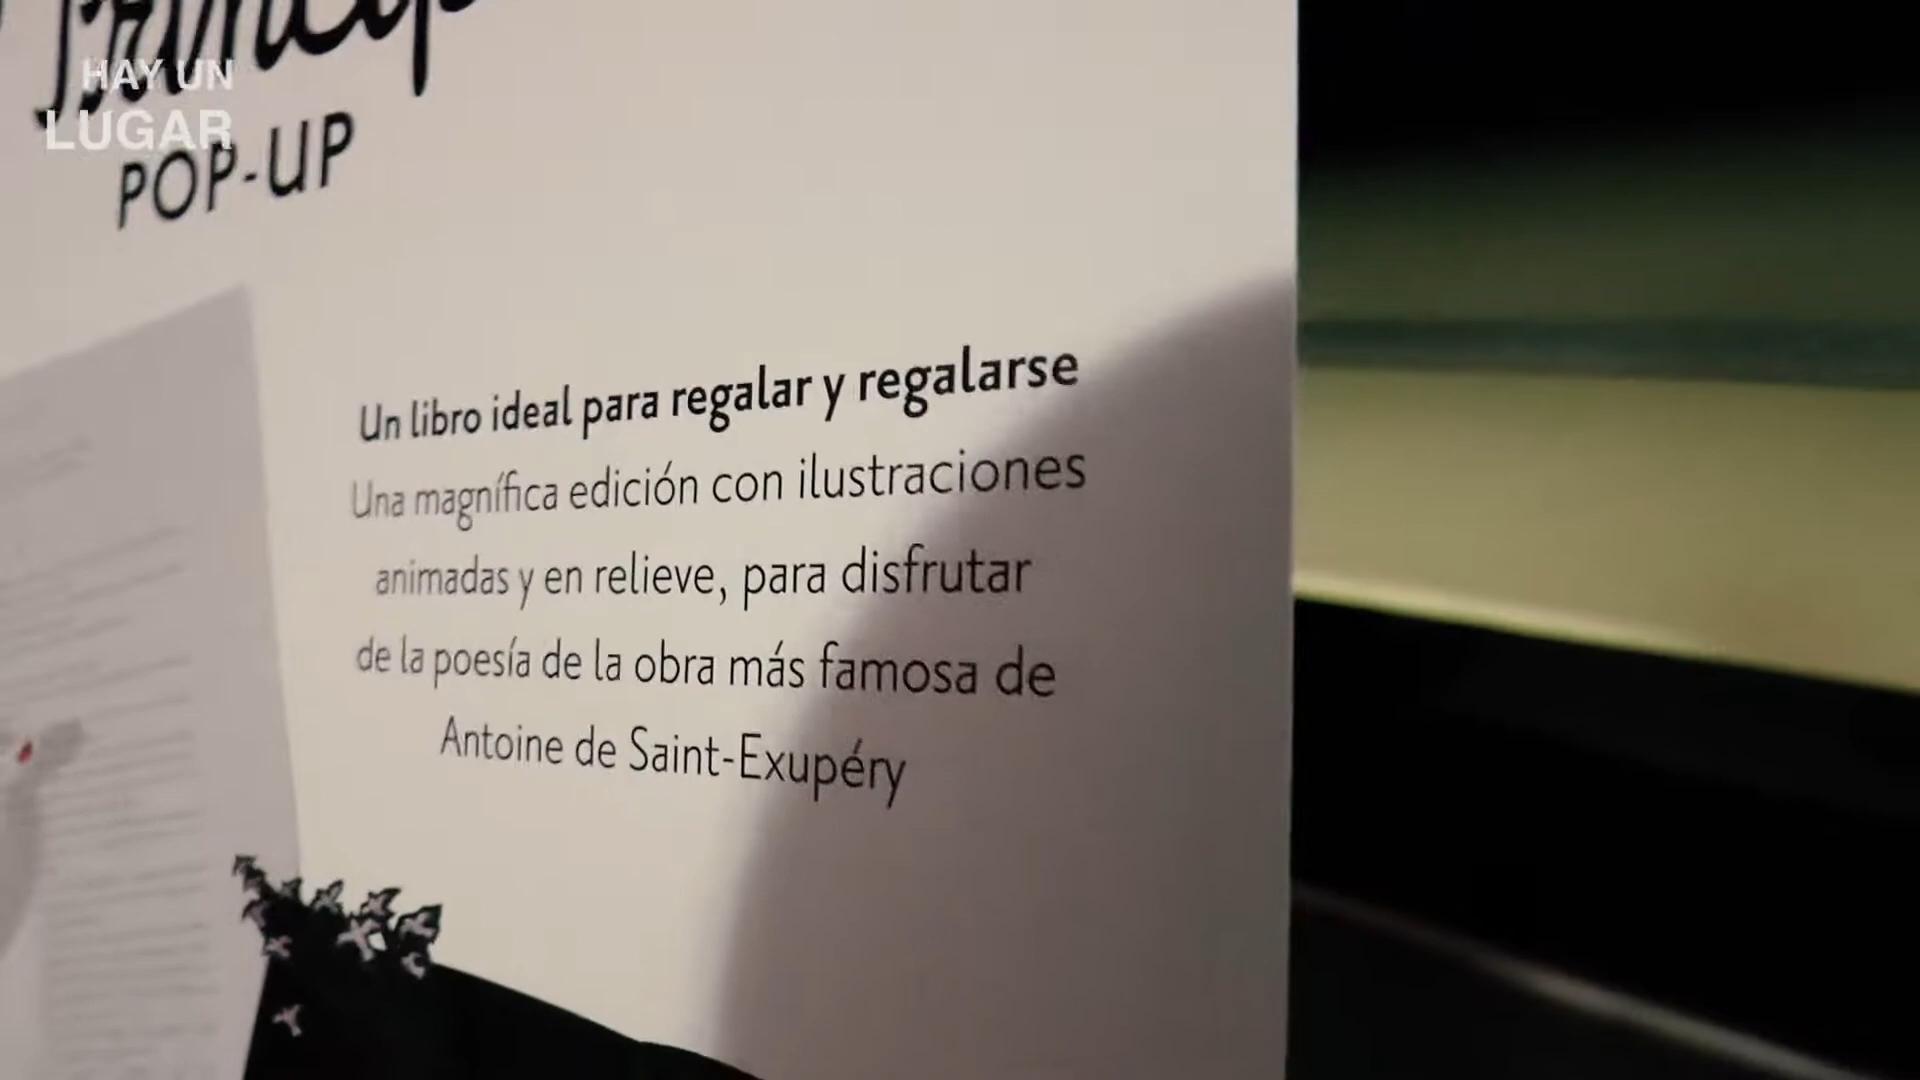 HAY UN
LUGAR
POP-UP
Un libro ideal para regalar y regalarse
Una magnífica edición con ilustraciones
animadas y en relieve, para disfrutar
de la poesía de la obra más famosa de
Antoine de Saint-Exupéry